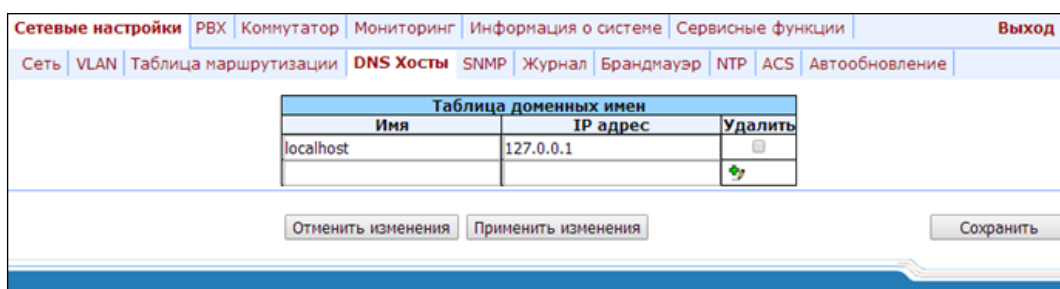 Сетевые настройки PBX Коммутатор Мониторинг Информация о системе Сервисные функции Выход
Сеть VLAN Таблица маршрутизации DNS Хосты SNMP Журнал Брандмауэр NTP ACS Автообновление
Таблица доменных имен
Имя IP адрес Удалить
localhost 127.0.0.1
Отменить изменения Применить изменения Сохранить